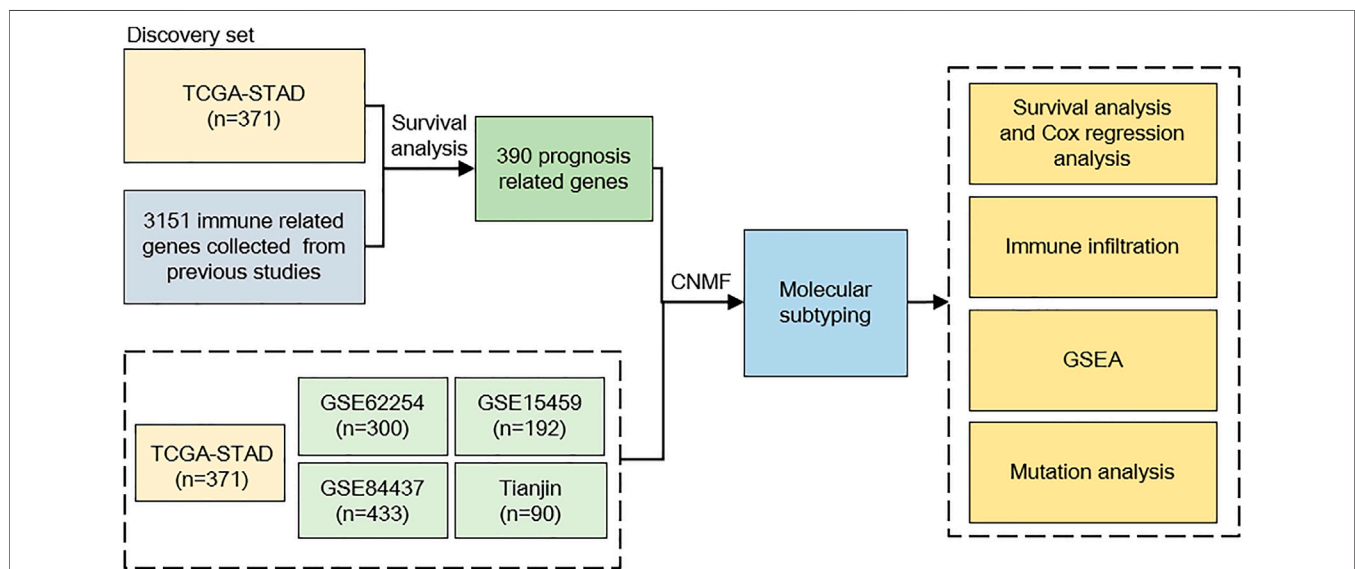 Discovery set
TCGA-STAD
(n=371)
3151 immune related
genes collected from
previous studies
Survival
analysis
390 prognosis
related genes
TCGA-STAD
(n=371)
GSE62254
(n=300)
GSE15459
(n=192)
GSE84437
(n=433)
Tianjin
(n=90)
CNMF
Molecular
subtyping
Survival analysis
and Cox regression
analysis
Immune infiltration
GSEA
Mutation analysis